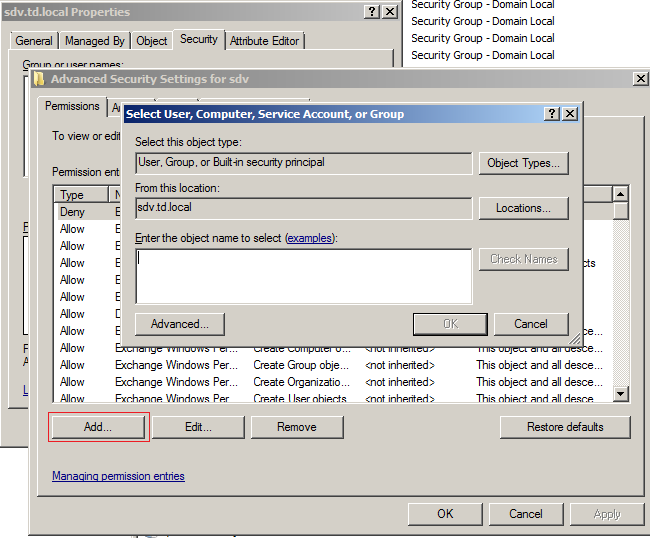 sdv.td.local Properties
General Managed By Object Security Attribute Editor
Group or user names:
Security Group - Domain Local
Security Group - Domain Local
Security Group - Domain Local
Security Group - Domain Local
Advanced Security Settings for sdv
Permissions
To view or edi
Permission entr
Type
Deny
Allow
Allow
Allow
Allow
Allow
Allow
Allow Exchange Windows Per... Create Computer o... <not inherited> This object and all desce...
Allow Exchange Windows Per... Create Group obje... <not inherited> This object and all desce...
Allow Exchange Windows Per... Create Organizatio... <not inherited> This object and all desce...
Allow Exchange Windows Per... Create User objects <not inherited> This object and all desce...
Add... Edit... Remove Restore defaults
Managing permission entries
OK Cancel Apply
Select User, Computer, Service Account, or Group
Select this object type:
User, Group, or Built-in security principal Object Types...
From this location:
sdv.td.local Locations...
Enter the object name to select (examples):
Check Names
Advanced... OK Cancel